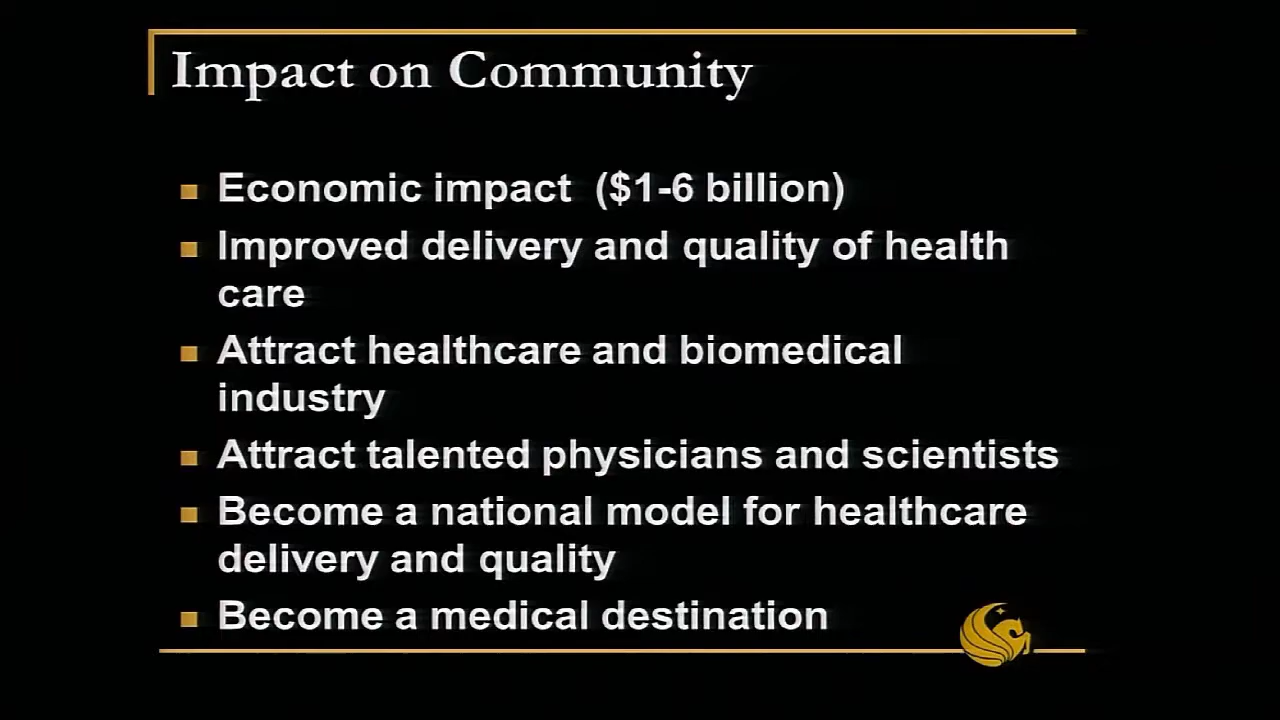 Impact on Community
Economic impact ($1-6 billion)
Improved delivery and quality of health
care
Attract healthcare and biomedical
industry
Attract talented physicians and scientists
Become a national model for healthcare
delivery and quality
Become a medical destination